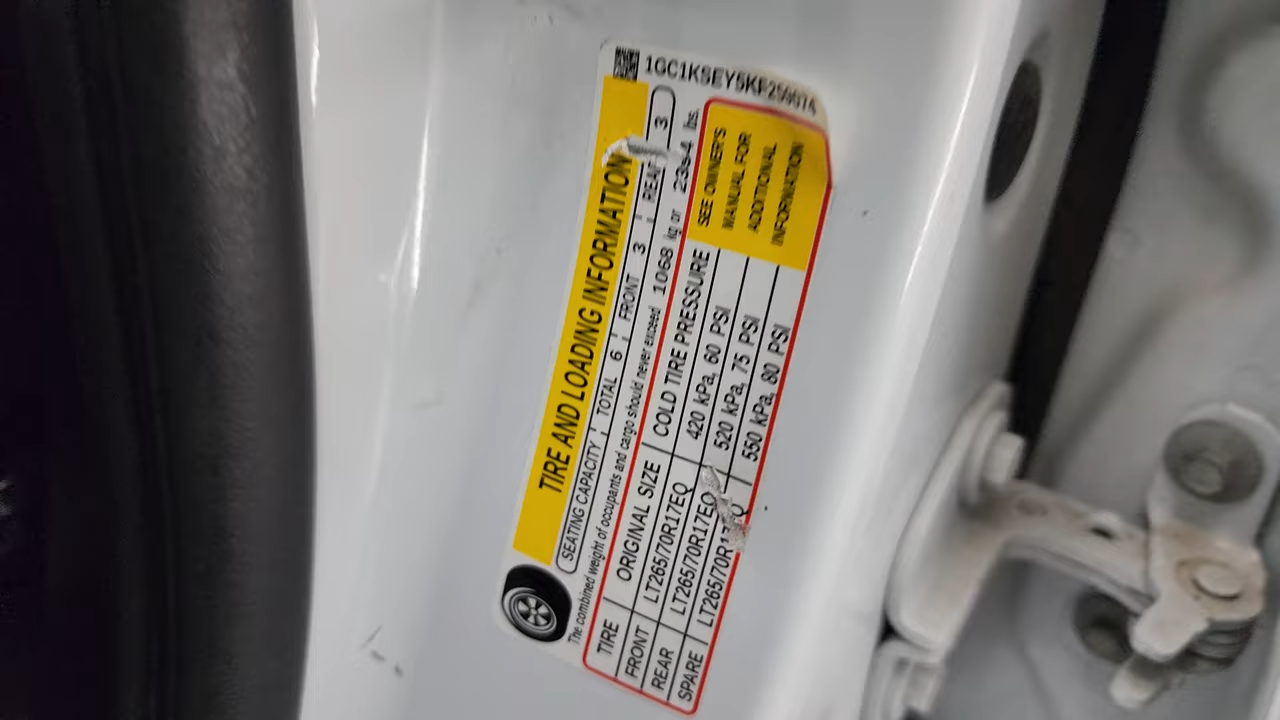 TIRE AND LOADING INFORMATION
SEATING CAPACITY TOTAL 6 FRONT 3 REAR 3
The combined weight of occupants and cargo should never exceed 1068 kg or 2354 lbs.
TIRE ORIGINAL SIZE COLD TIRE PRESSURE
FRONT LT265/70R17EQ 420 kPa, 60 PSI
REAR LT265/70R17EQ 520 kPa, 75 PSI
SPARE 550 kPa, 80 PSI
SEE OWNER'S
MANUAL FOR
ADDITIONAL
INFORMATION